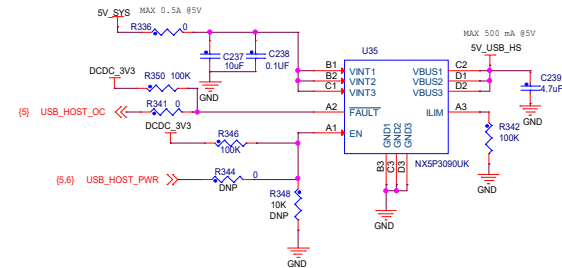 5V_SYS MAX 0.5A @5V
R336 0
MAX 500 mA @5V
5V_USB_HS
C237
10uF
C238
0.1UF
U35
DCDC_3V3
R350 100K
R341 0
{5} USB_HOST_OC
DCDC_3V3
R346
100K
{5,6} USB_HOST_PWR
R344 0
DNP
R348
10K
DNP
GND
GND
B1 VINT1
B2 VINT2
C1 VINT3
A2 FAULT
A1 EN
VBUS1 C2
VBUS2 D1
VBUS3 D2
ILIM A3
GND1 B3
GND2 C3
GND3 D3
NX5P3090UK
C239
4.7uF
GND
R342
100K
GND
GND